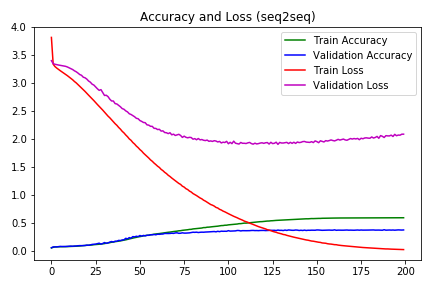 Accuracy and Loss (seq2seq)
4.0
3.5
3.0
2.5
2.0
1.5
1.0
0.5
0.0
Train Accuracy
Validation Accuracy
Train Loss
Validation Loss
0 25 50 75 100 125 150 175 200